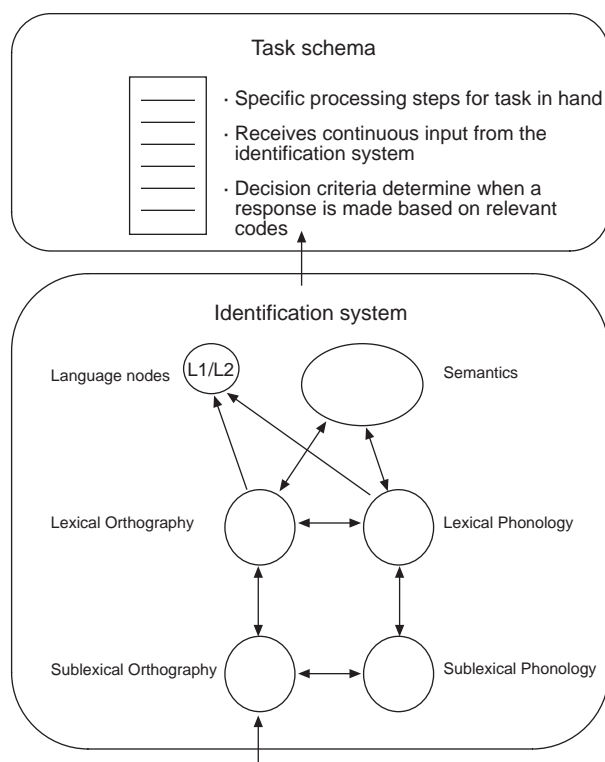 Task schema
· Specific processing steps for task in hand
· Receives continuous input from the
identification system
· Decision criteria determine when a
response is made based on relevant
codes
Identification system
Language nodes
L1/L2
Semantics
Lexical Orthography
Lexical Phonology
Sublexical Orthography
Sublexical Phonology